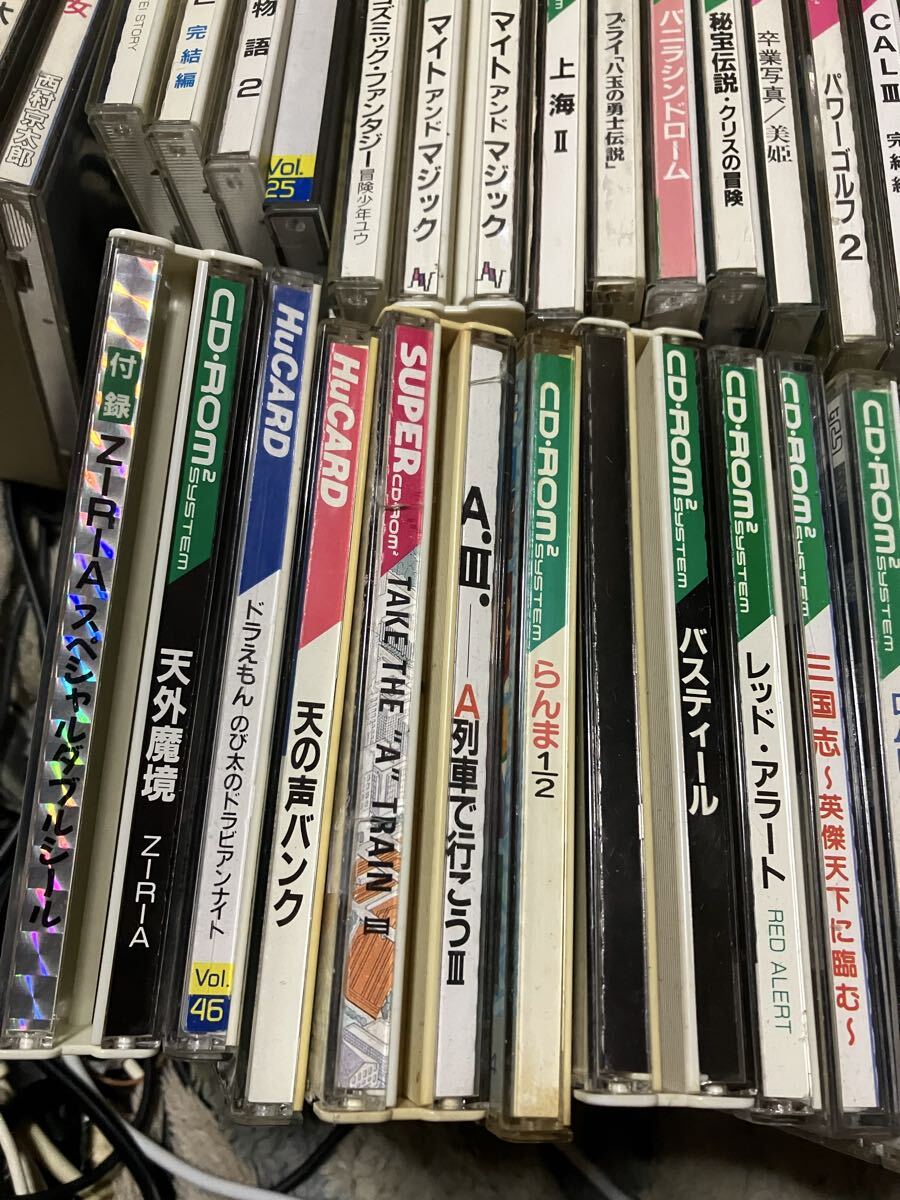 西村京太郎
EI STORY
完結編
物語2
Vol.
25
コズミック・ファンタジー 冒険少年ユウ
マイト アンド マジック
マイト アンド マジック
上海II
ブライ「八玉の勇士伝説」
バニラシンドローム
秘宝伝説・クリスの冒険
卒業写真/美姫
パワーゴルフ2
CAL III 完結編
付録 ZIRIAスペシャルダブルシール
CD・ROM2 SYSTEM
天外魔境 ZIRIA
HuCARD
ドラえもん のび太のドラビアンナイト
Vol.
46
HuCARD
天の声バンク
SUPER CD・ROM2
TAKE THE "A" TRAIN III
A.III.—A列車で行こうIII
CD・ROM2 SYSTEM
らんま1/2
CD・ROM2 SYSTEM
バスティール
CD・ROM2 SYSTEM
レッド・アラート RED ALERT
CD・ROM2 SYSTEM
三国志〜英傑天下に臨む〜
CD・ROM2 SYSTEM